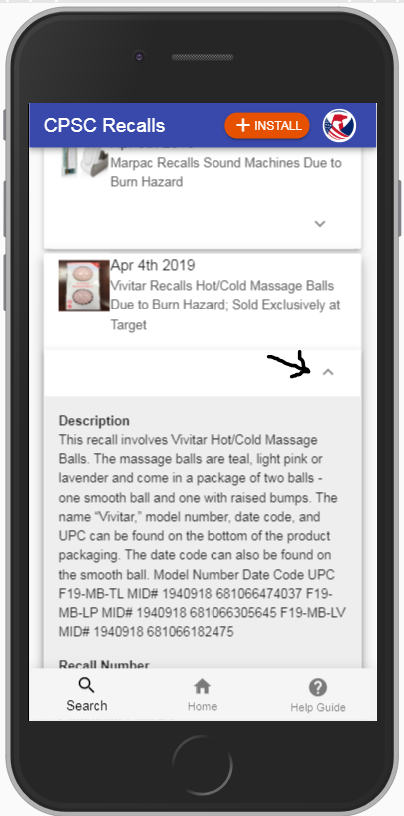 CPSC Recalls
+ INSTALL
Marpac Recalls Sound Machines Due to
Burn Hazard
Apr 4th 2019
Vivitar Recalls Hot/Cold Massage Balls
Due to Burn Hazard; Sold Exclusively at
Target
Description
This recall involves Vivitar Hot/Cold Massage
Balls. The massage balls are teal, light pink or
lavender and come in a package of two balls -
one smooth ball and one with raised bumps. The
name “Vivitar,” model number, date code, and
UPC can be found on the bottom of the product
packaging. The date code can also be found on
the smooth ball. Model Number Date Code UPC
F19-MB-TL MID# 1940918 681066474037 F19-
MB-LP MID# 1940918 681066305645 F19-MB-LV
MID# 1940918 681066182475
Recall Number
Search
Home
Help Guide